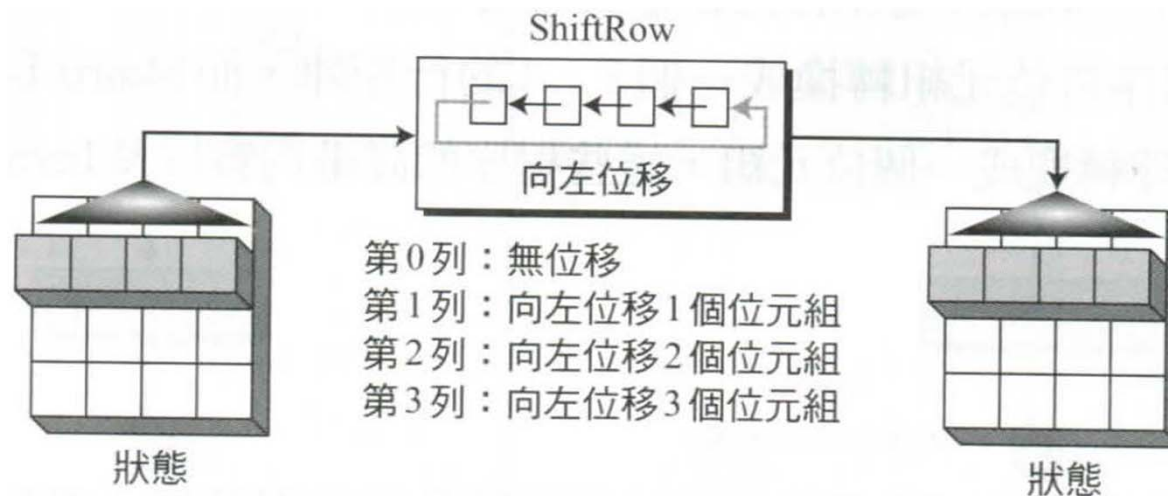 ShiftRow
向左位移
第0列：無位移
第1列：向左位移1個位元組
第2列：向左位移2個位元組
第3列：向左位移3個位元組
狀態
狀態